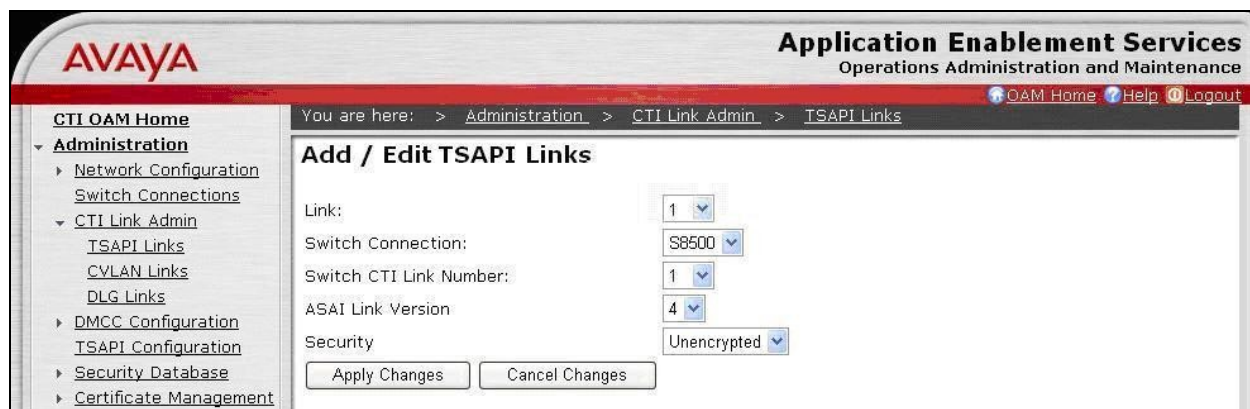 AVAYA
Application Enablement Services
Operations Administration and Maintenance
OAM Home Help Logout
CTI OAM Home
Administration
Network Configuration
Switch Connections
CTI Link Admin
TSAPI Links
CVLAN Links
DLG Links
DMCC Configuration
TSAPI Configuration
Security Database
Certificate Management
You are here: > Administration > CTI Link Admin > TSAPI Links
Add / Edit TSAPI Links
Link: 1
Switch Connection: S8500
Switch CTI Link Number: 1
ASAI Link Version 4
Security Unencrypted
Apply Changes Cancel Changes